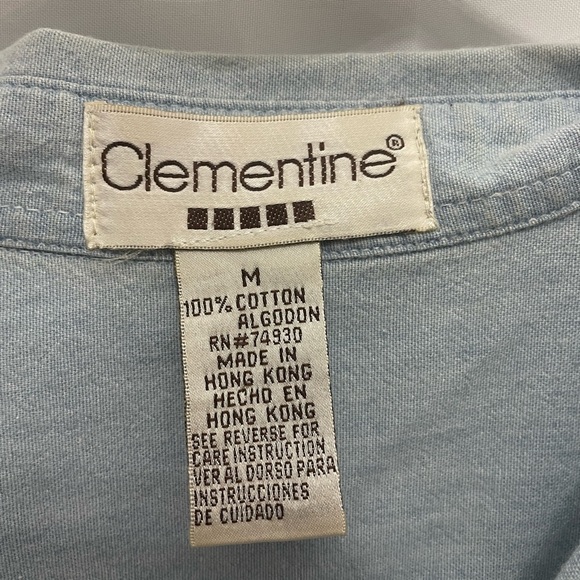 Clementine®
M
100% COTTON
ALGODON
RN#74930
MADE IN
HONG KONG
HECHO EN
HONG KONG
SEE REVERSE FOR
CARE INSTRUCTION
VER AL DORSO PARA
INSTRUCCIONES
DE CUIDADO